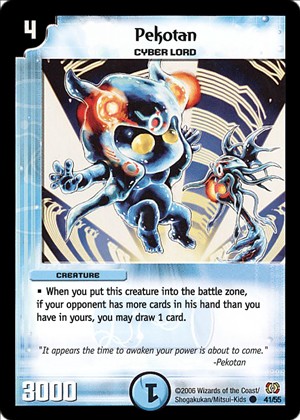 4
Pekotan
CYBER LORD
CREATURE
▪ When you put this creature into the battle zone,
if your opponent has more cards in his hand than you
have in yours, you may draw 1 card.
"It appears the time to awaken your power is about to come."
-Pekotan
3000
1
©2006 Wizards of the Coast/
Shogakukan/Mitsui-Kids ● 41/55